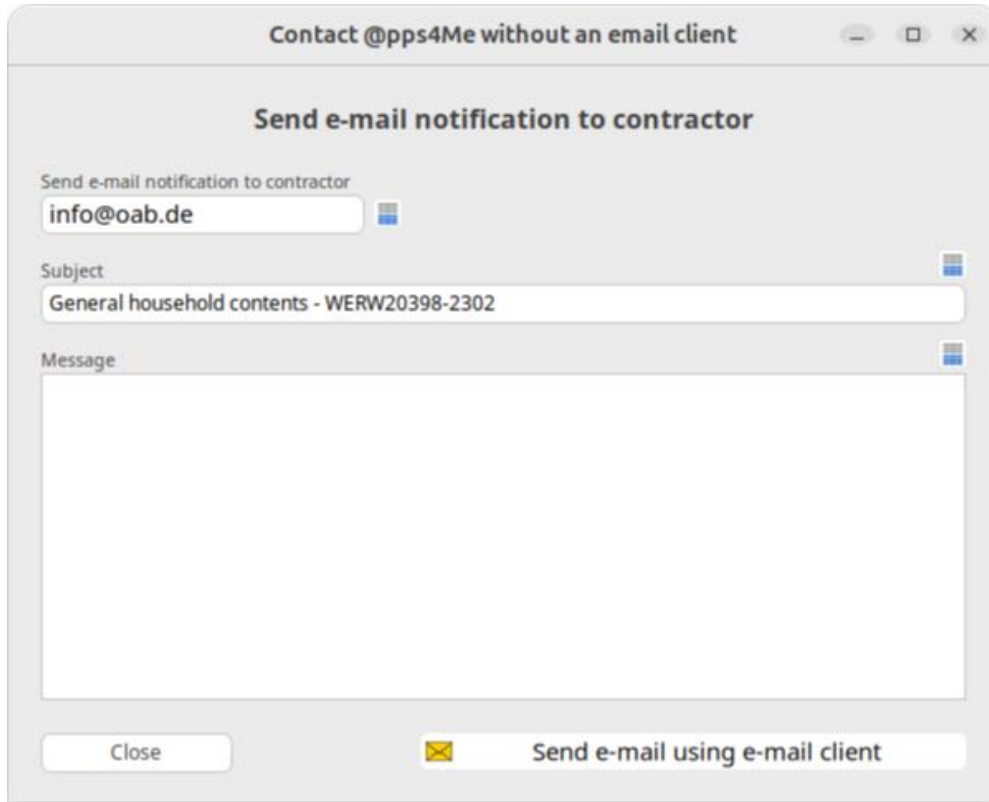 Contact @pps4Me without an email client
Send e-mail notification to contractor
Send e-mail notification to contractor
info@oab.de
Subject
General household contents - WERW20398-2302
Message
Close
Send e-mail using e-mail client